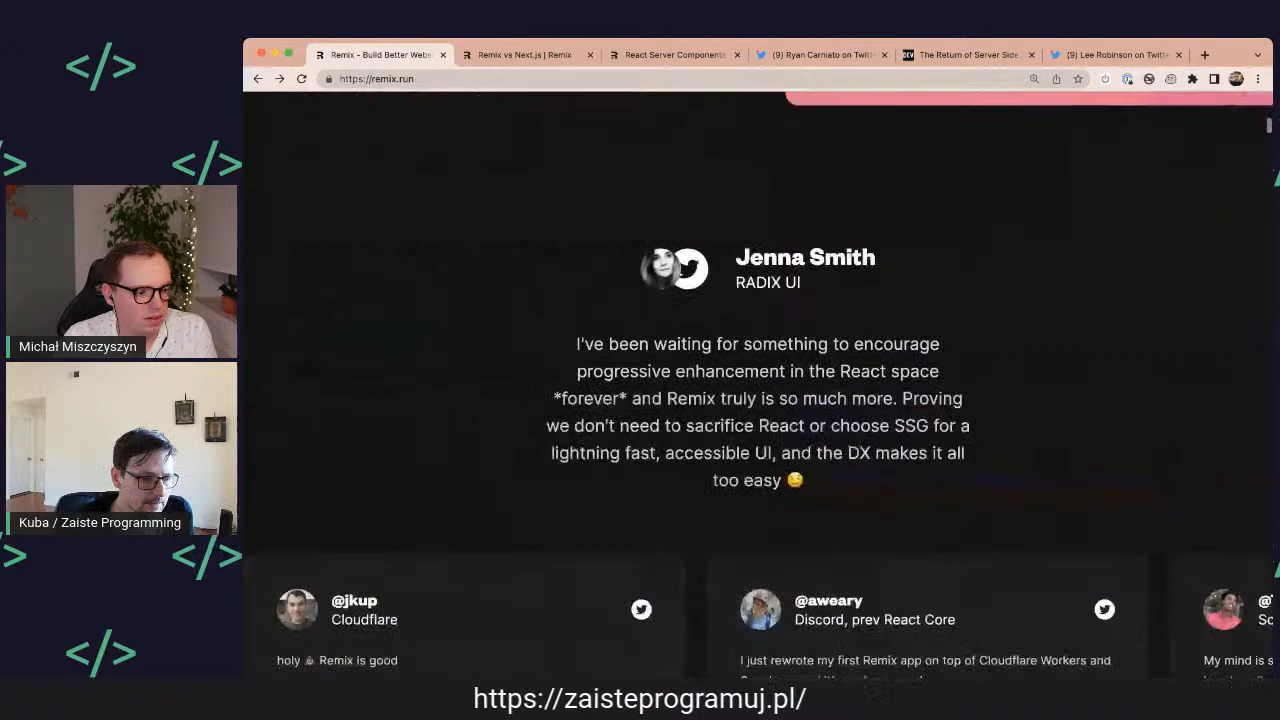 Remix - Build Better Webs
Remix vs Next.js | Remix
React Server Components
(9) Ryan Carniato on Twitt
DEV
The Return of Server Side
(9) Lee Robinson on Twitt
https://remix.run
Jenna Smith
RADIX UI
I've been waiting for something to encourage
progressive enhancement in the React space
*forever* and Remix truly is so much more. Proving
we don't need to sacrifice React or choose SSG for a
lightning fast, accessible UI, and the DX makes it all
too easy 🥲
@jkup
Cloudflare
holy 💩 Remix is good
@aweary
Discord, prev React Core
I just rewrote my first Remix app on top of Cloudflare Workers and
My mind is s
</>
</>
</>
Michał Miszczyszyn
Kuba / Zaiste Programming
</>
</>
https://zaisteprogramuj.pl/